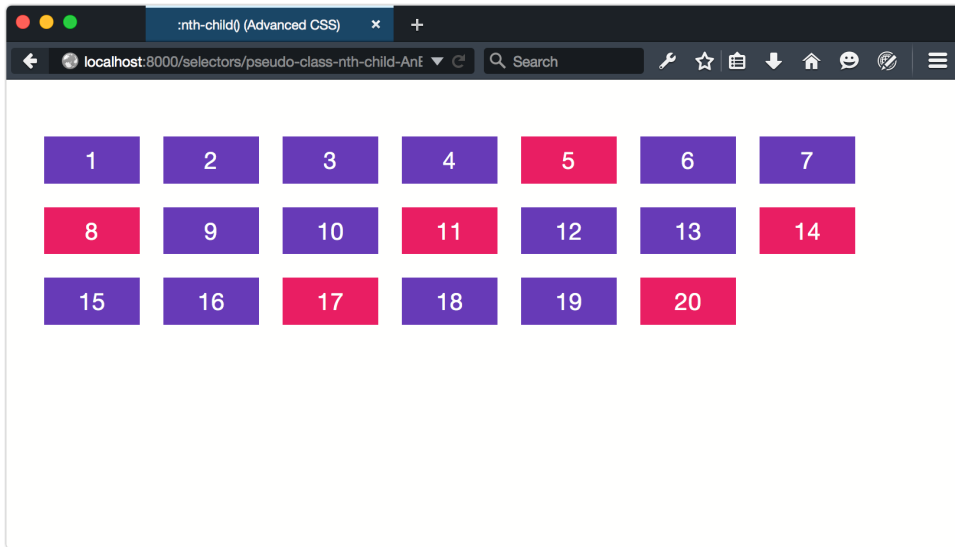 :nth-child() (Advanced CSS)
localhost:8000/selectors/pseudo-class-nth-child-AnE Search
1 2 3 4 5 6 7
8 9 10 11 12 13 14
15 16 17 18 19 20